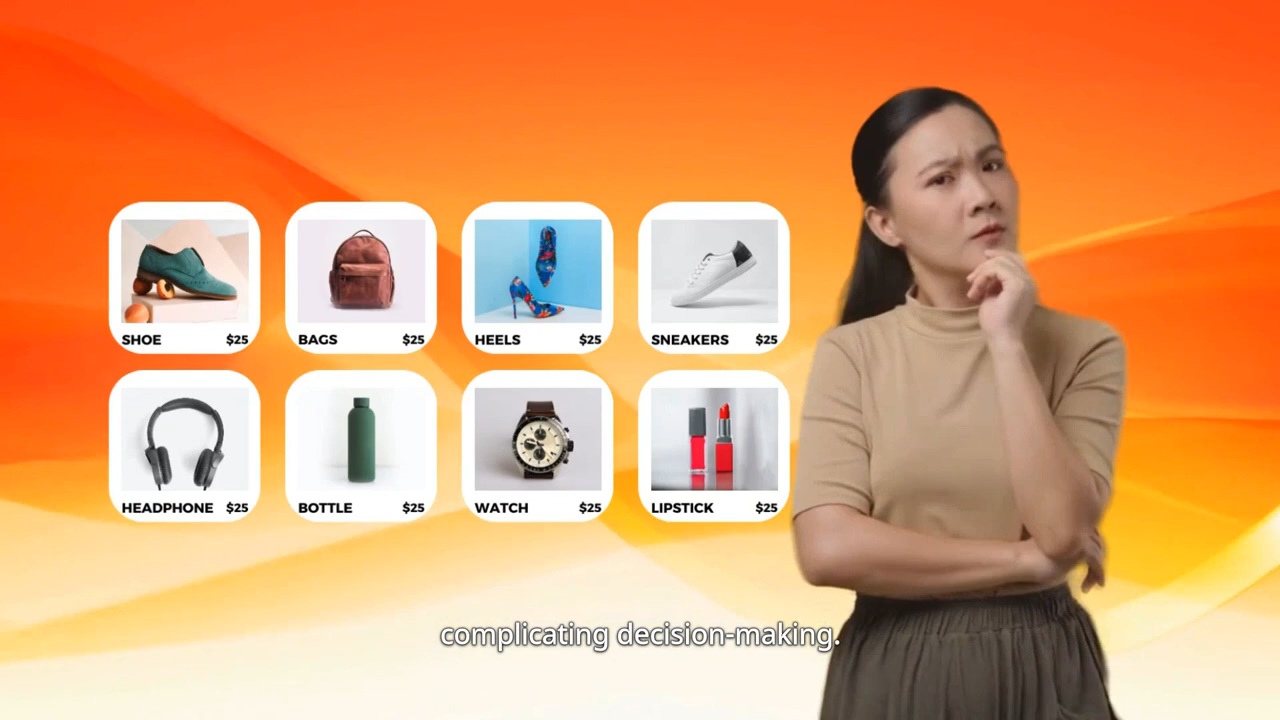 SHOE $25
BAGS $25
HEELS $25
SNEAKERS $25
HEADPHONE $25
BOTTLE $25
WATCH $25
LIPSTICK $25
complicating decision-making.